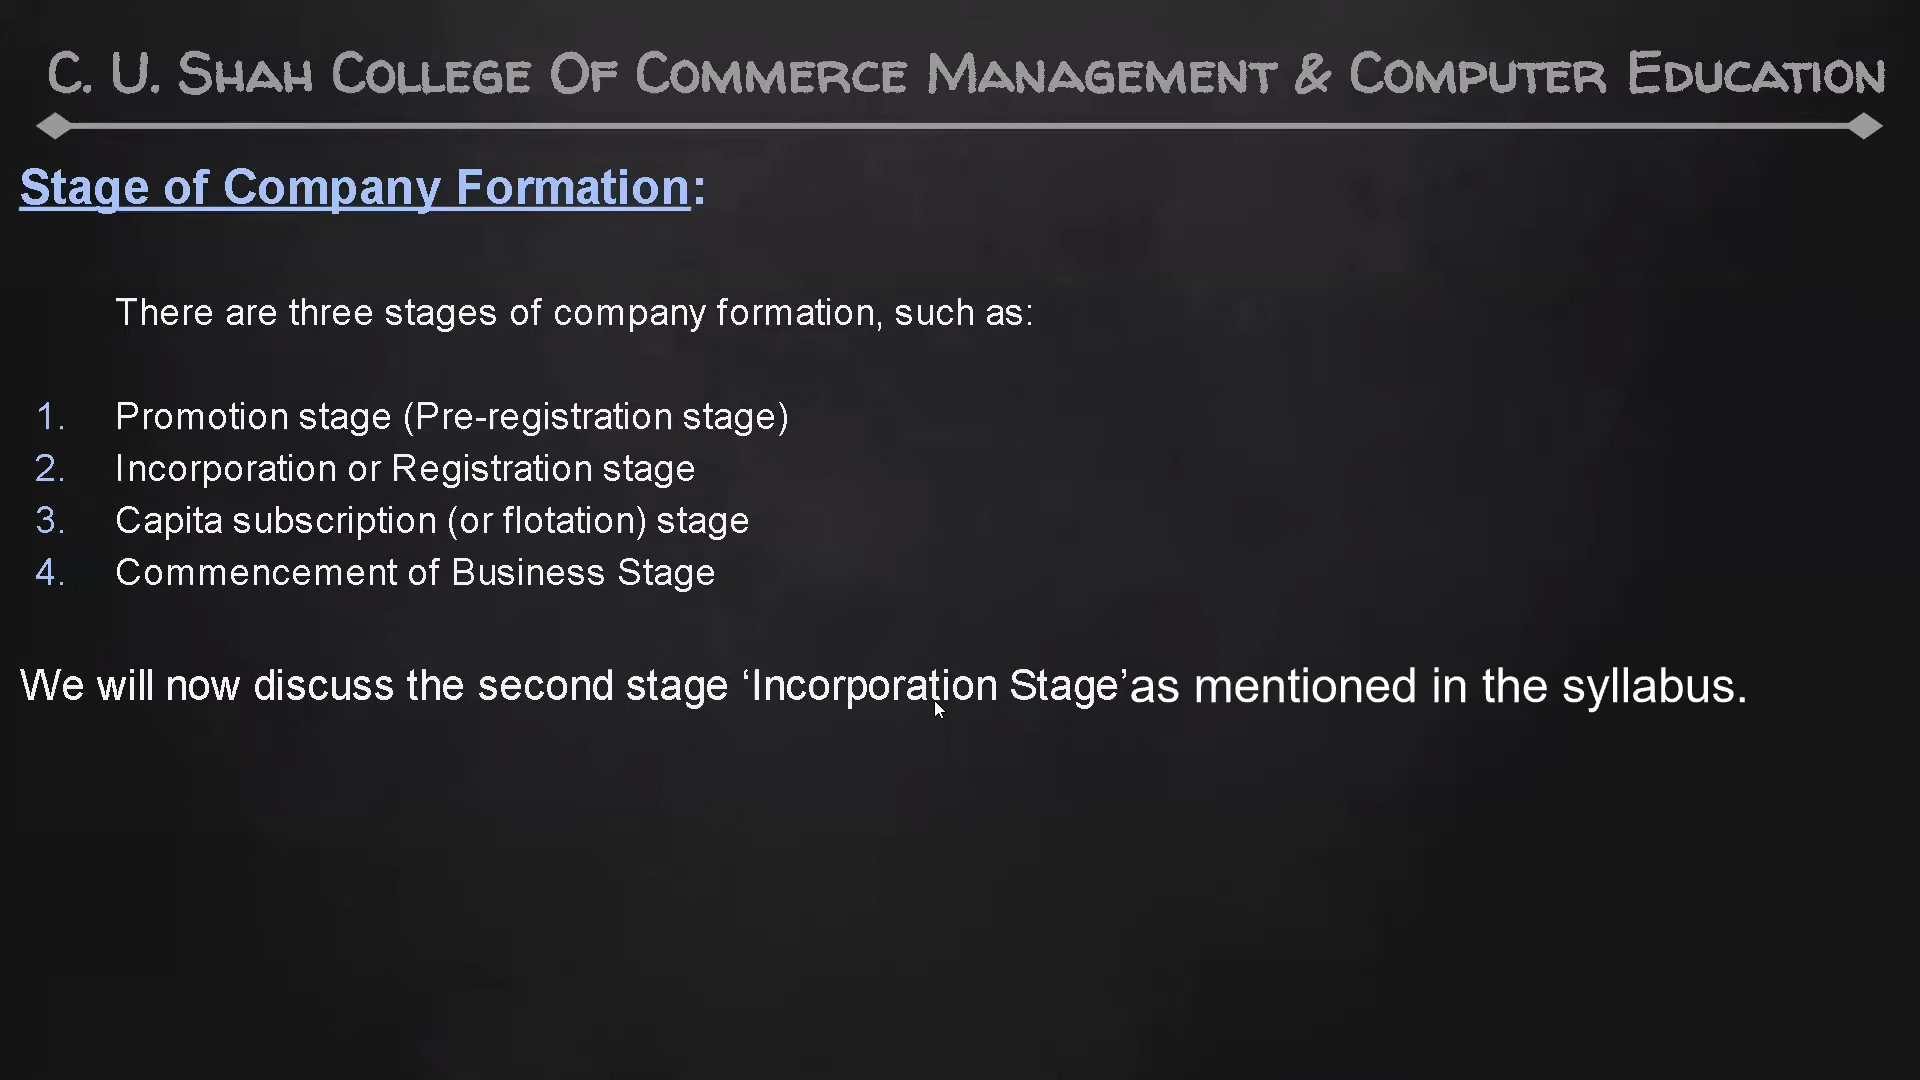 C. U. Shah College Of Commerce Management & Computer Education
Stage of Company Formation:
There are three stages of company formation, such as:
1. Promotion stage (Pre-registration stage)
2. Incorporation or Registration stage
3. Capita subscription (or flotation) stage
4. Commencement of Business Stage
We will now discuss the second stage ‘Incorporation Stage’as mentioned in the syllabus.